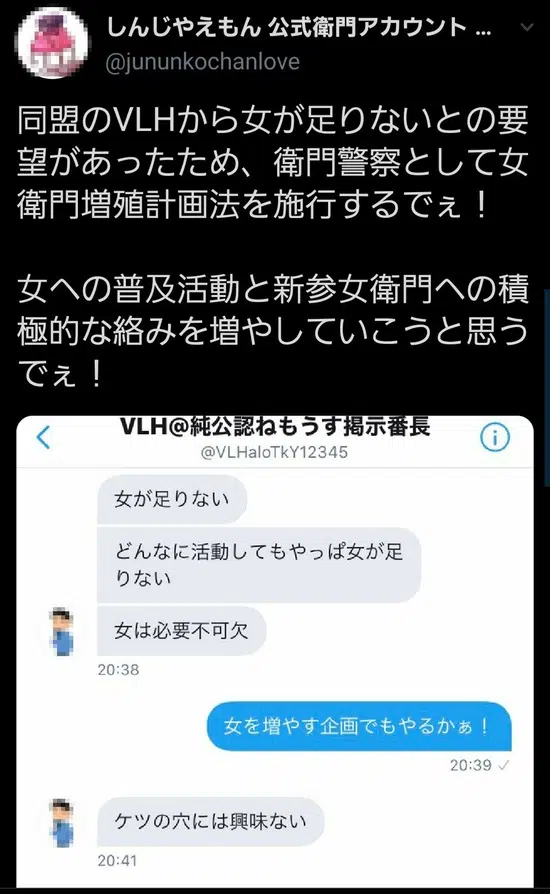 しんじやえもん 公式衛門アカウント ...
@jununkochanlove
同盟のVLHから女が足りないとの要
望があったため、衛門警察として女
衛門増殖計画法を施行するでぇ！
女への普及活動と新参女衛門への積
極的な絡みを増やしていこうと思う
でぇ！
VLH@純公認ねもうす掲示番長
@VLHaloTkY12345
女が足りない
どんなに活動してもやっぱ女が足
りない
女は必要不可欠
20:38
女を増やす企画でもやるかぁ！
20:39
ケツの穴には興味ない
20:41